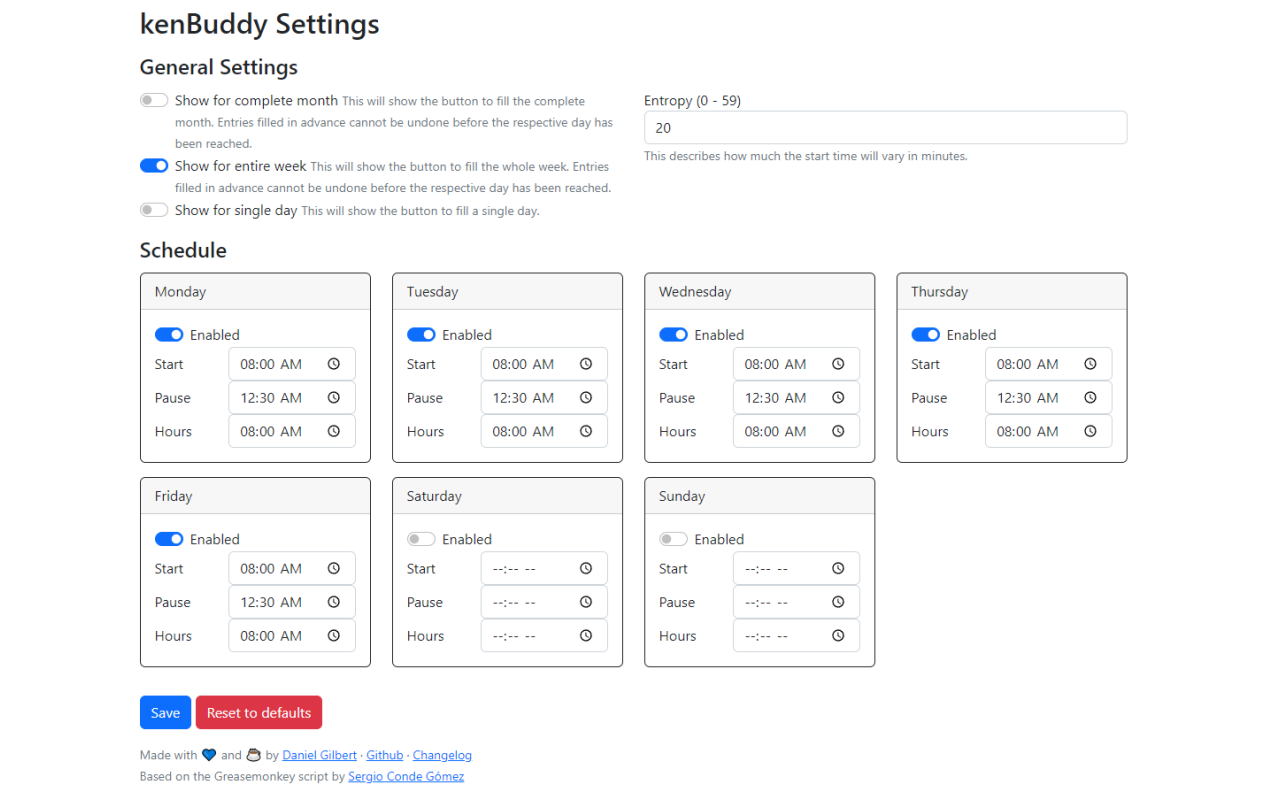 kenBuddy Settings
General Settings
Show for complete month This will show the button to fill the complete
month. Entries filled in advance cannot be undone before the respective day has
been reached.
Show for entire week This will show the button to fill the whole week. Entries
filled in advance cannot be undone before the respective day has been reached.
Show for single day This will show the button to fill a single day.
Entropy (0 - 59)
20
This describes how much the start time will vary in minutes.
Schedule
Monday
Enabled
Start 08:00 AM
Pause 12:30 AM
Hours 08:00 AM
Tuesday
Enabled
Start 08:00 AM
Pause 12:30 AM
Hours 08:00 AM
Wednesday
Enabled
Start 08:00 AM
Pause 12:30 AM
Hours 08:00 AM
Thursday
Enabled
Start 08:00 AM
Pause 12:30 AM
Hours 08:00 AM
Friday
Enabled
Start 08:00 AM
Pause 12:30 AM
Hours 08:00 AM
Saturday
Enabled
Start --:-- --
Pause --:-- --
Hours --:-- --
Sunday
Enabled
Start --:-- --
Pause --:-- --
Hours --:-- --
Save Reset to defaults
Made with 💙 and ☕ by Daniel Gilbert · Github · Changelog
Based on the Greasemonkey script by Sergio Conde Gómez